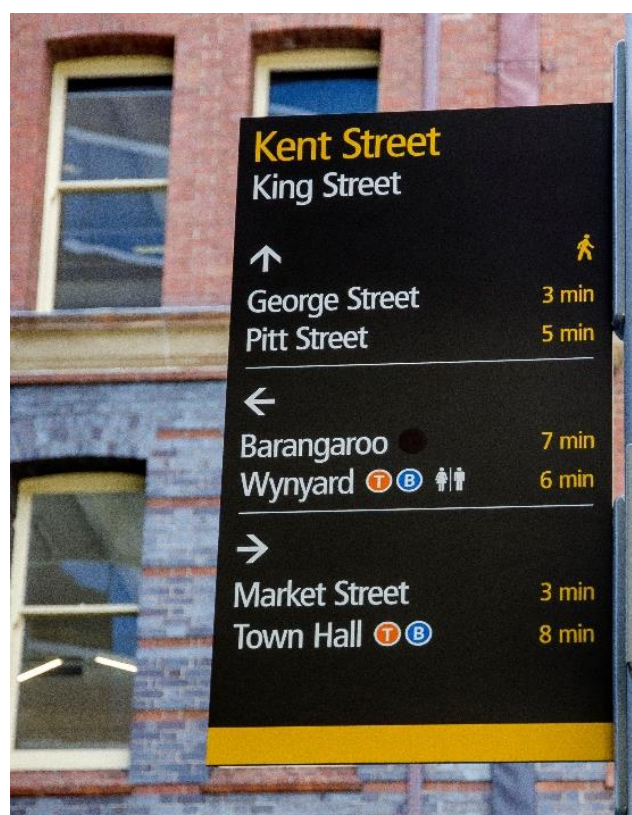 Kent Street
King Street
George Street 3 min
Pitt Street 5 min
Barangaroo 7 min
Wynyard T B 6 min
Market Street 3 min
Town Hall T B 8 min